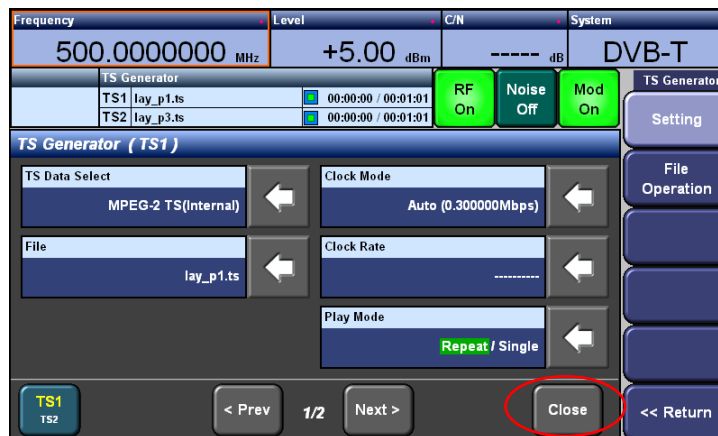 Frequency Level C/N System
500.0000000 MHz +5.00 dBm ----- dB DVB-T
TS Generator
TS1 lay_p1.ts 00:00:00 / 00:01:01
TS2 lay_p3.ts 00:00:00 / 00:01:01
RF On
Noise Off
Mod On
TS Generator
Setting
File Operation
<< Return
TS Generator ( TS1 )
TS Data Select
MPEG-2 TS(Internal)
Clock Mode
Auto (0.300000Mbps)
File
lay_p1.ts
Clock Rate
----------
Play Mode
Repeat / Single
TS1
TS2
< Prev 1/2 Next > Close